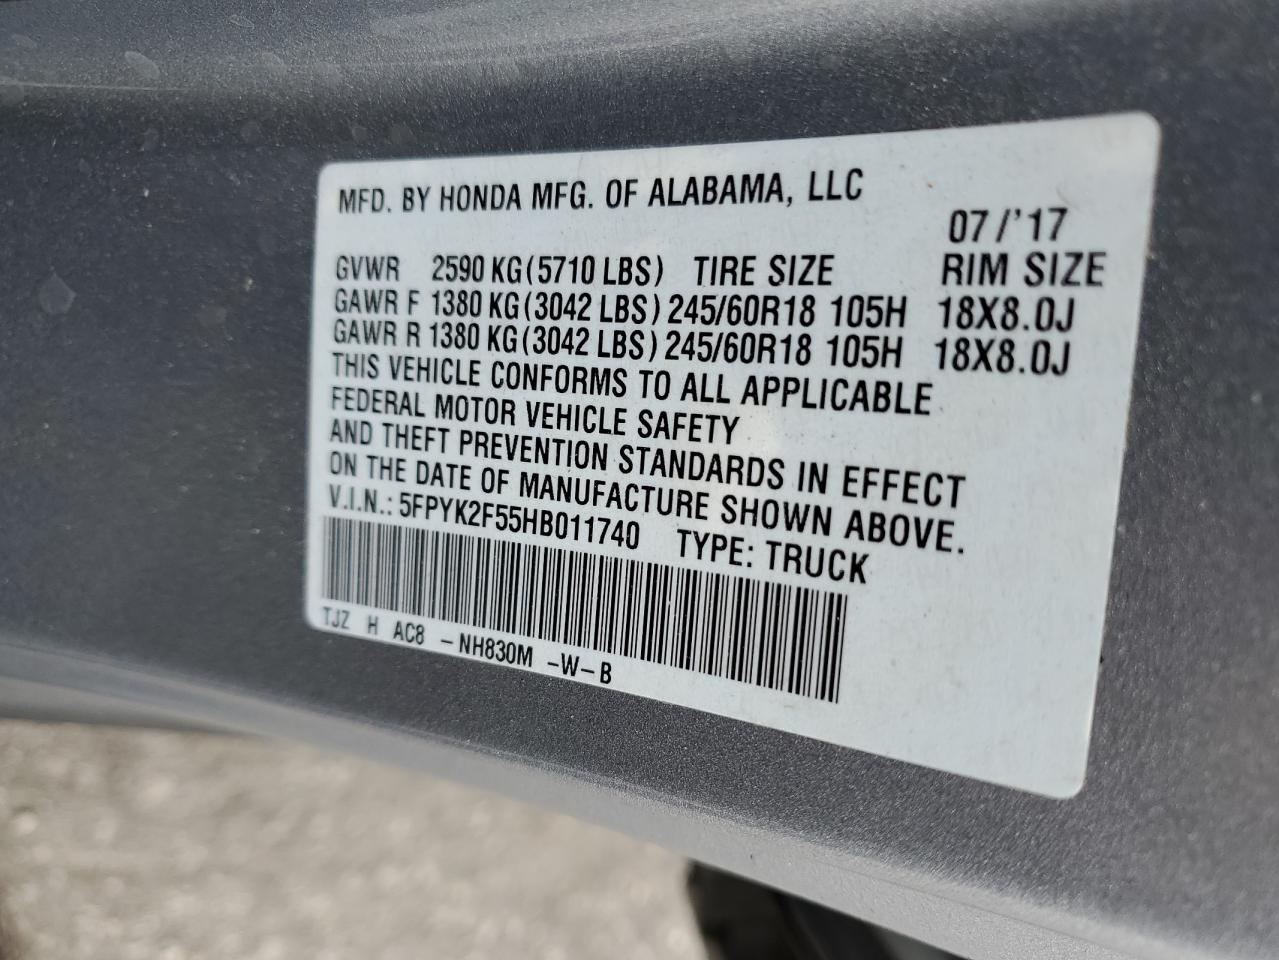 MFD. BY HONDA MFG. OF ALABAMA, LLC
07/'17
GVWR 2590 KG(5710 LBS) TIRE SIZE RIM SIZE
GAWR F 1380 KG(3042 LBS) 245/60R18 105H 18X8.0J
GAWR R 1380 KG(3042 LBS) 245/60R18 105H 18X8.0J
THIS VEHICLE CONFORMS TO ALL APPLICABLE
FEDERAL MOTOR VEHICLE SAFETY
AND THEFT PREVENTION STANDARDS IN EFFECT
ON THE DATE OF MANUFACTURE SHOWN ABOVE.
V.I.N.: 5FPYK2F55HB011740 TYPE: TRUCK
TJZ H AC8 -NH830M -W-B